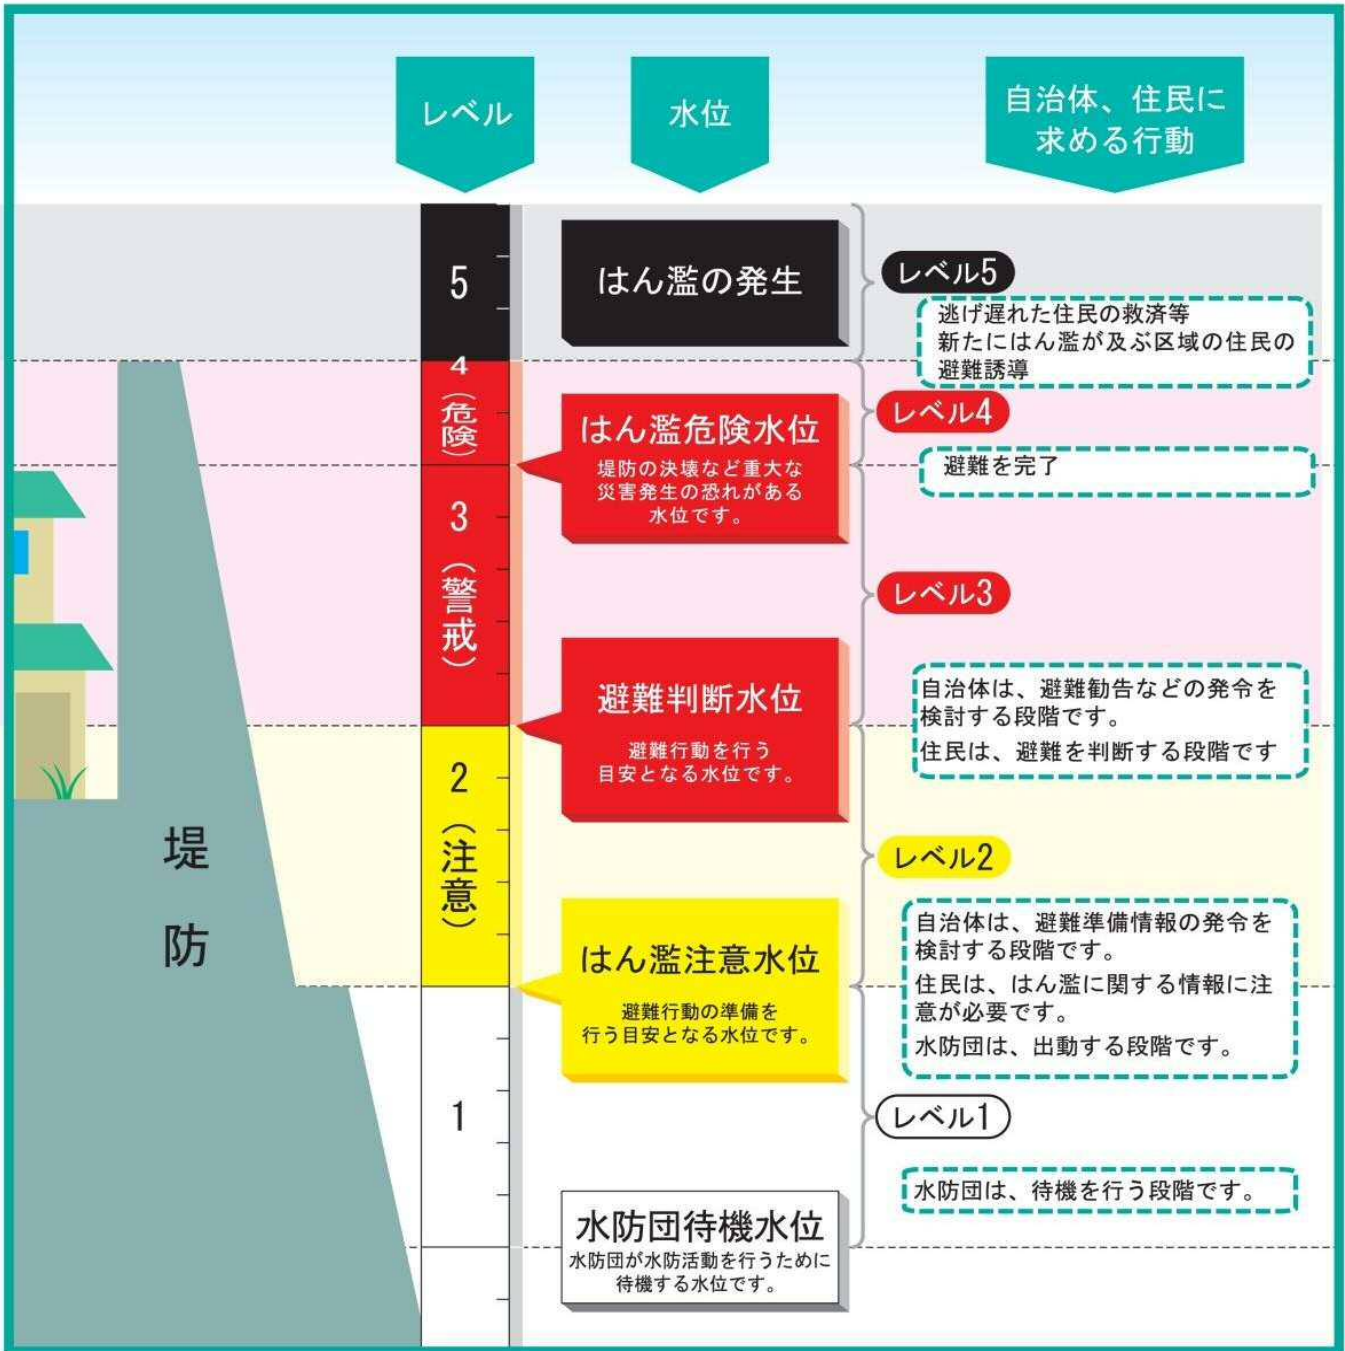 レベル
水位
自治体、住民に
求める行動
5
はん濫の発生
レベル5
逃げ遅れた住民の救済等
新たにはん濫が及ぶ区域の住民の
避難誘導
4
（危険）
はん濫危険水位
堤防の決壊など重大な
災害発生の恐れがある
水位です。
レベル4
避難を完了
3
（警戒）
レベル3
避難判断水位
避難行動を行う
目安となる水位です。
自治体は、避難勧告などの発令を
検討する段階です。
住民は、避難を判断する段階です
2
（注意）
レベル2
はん濫注意水位
避難行動の準備を
行う目安となる水位です。
自治体は、避難準備情報の発令を
検討する段階です。
住民は、はん濫に関する情報に注
意が必要です。
水防団は、出動する段階です。
堤防
1
レベル1
水防団は、待機を行う段階です。
水防団待機水位
水防団が水防活動を行うために
待機する水位です。